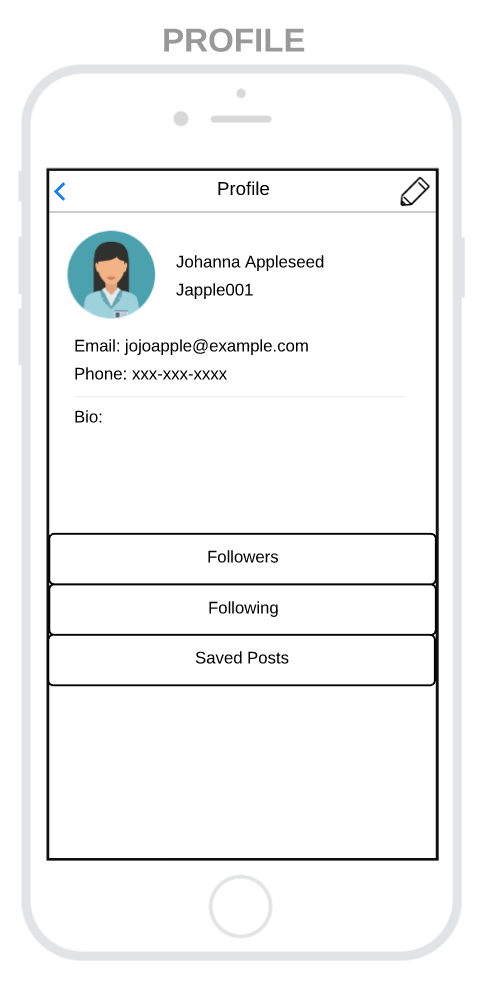 PROFILE
Profile
Johanna Appleseed
Japple001
Email: jojoapple@example.com
Phone: xxx-xxx-xxxx
Bio:
Followers
Following
Saved Posts